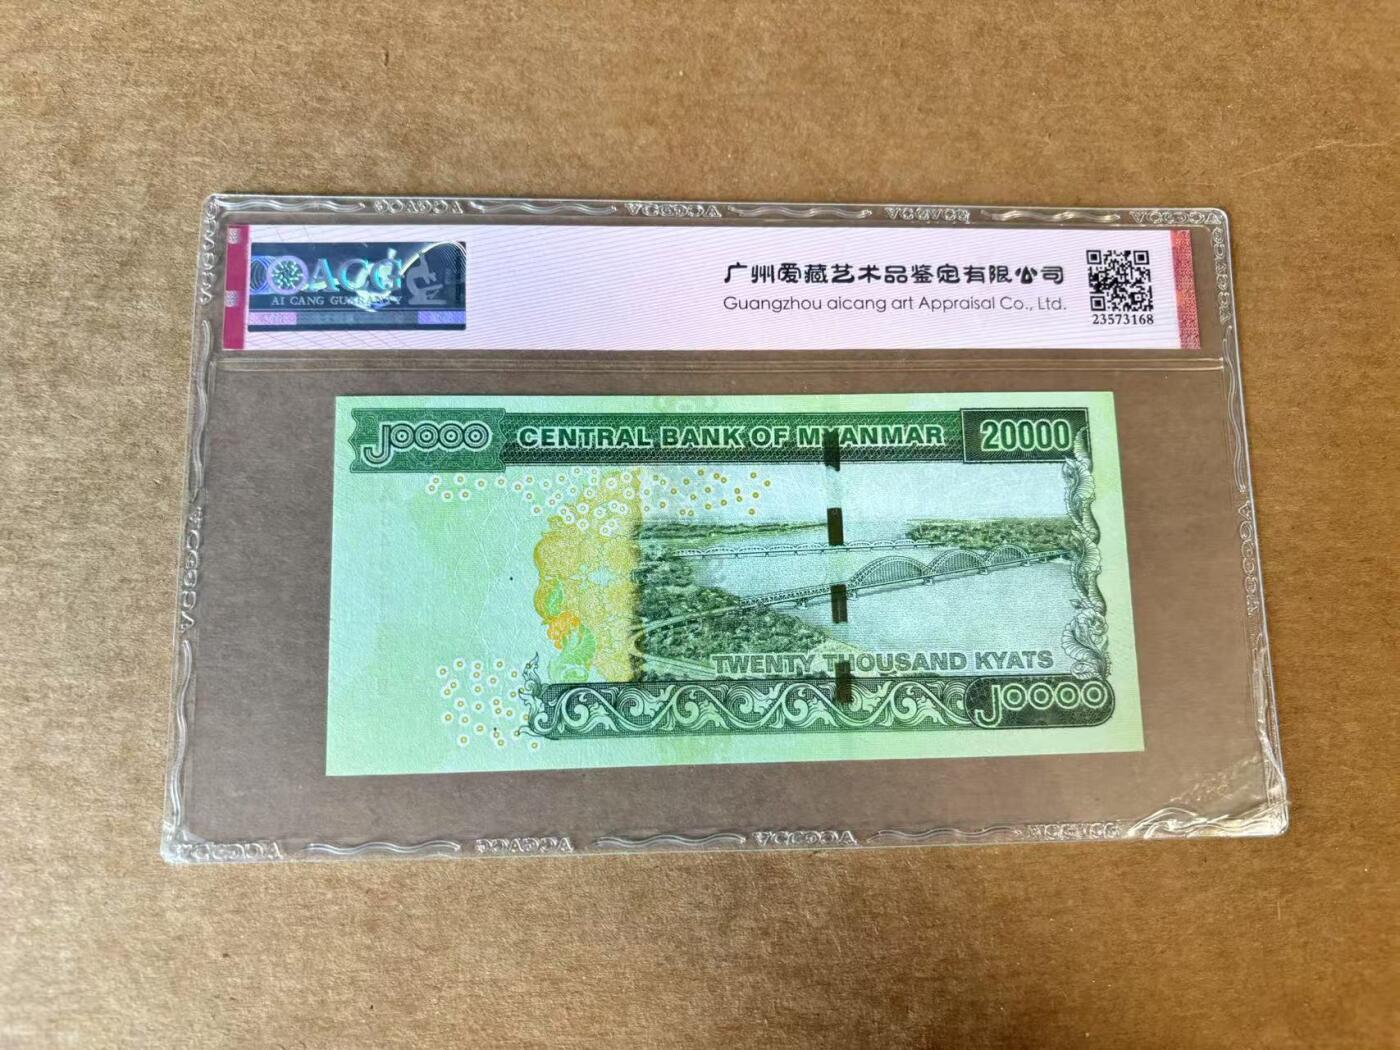 ACG
AI CANG GUARANTY
广州爱藏艺术品鉴定有限公司
Guangzhou aicang art Appraisal Co., Ltd.
23573168
၂၀၀၀၀
CENTRAL BANK OF MYANMAR
20000
TWENTY THOUSAND KYATS
၂၀၀၀၀